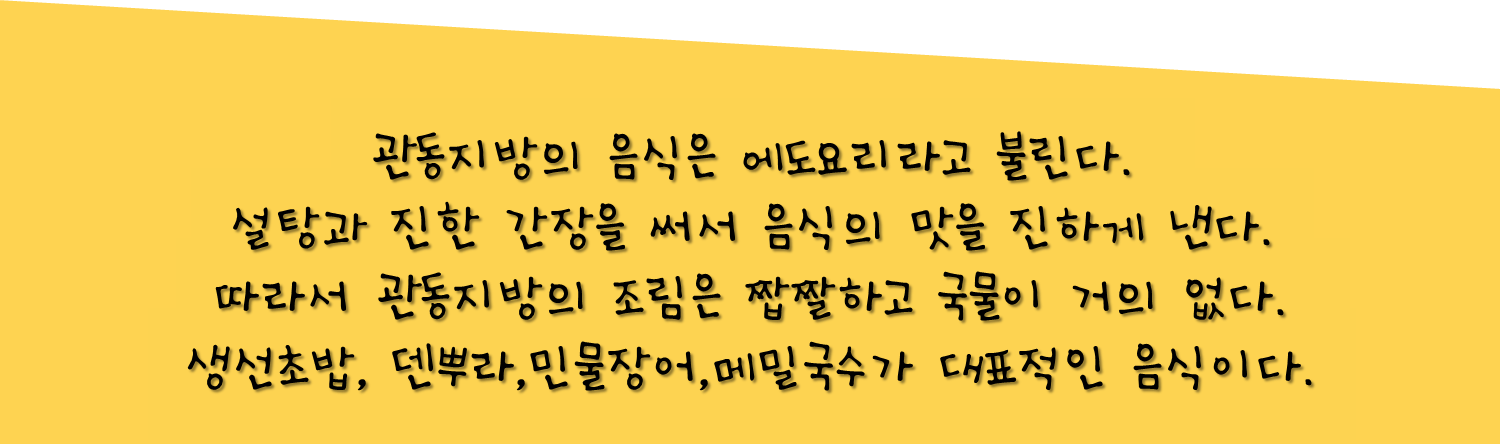 관동지방의 음식은 에도요리라고 불린다.
설탕과 진한 간장을 써서 음식의 맛을 진하게 낸다.
따라서 관동지방의 조림은 짭짤하고 국물이 거의 없다.
생선초밥, 덴뿌라,민물장어,메밀국수가 대표적인 음식이다.